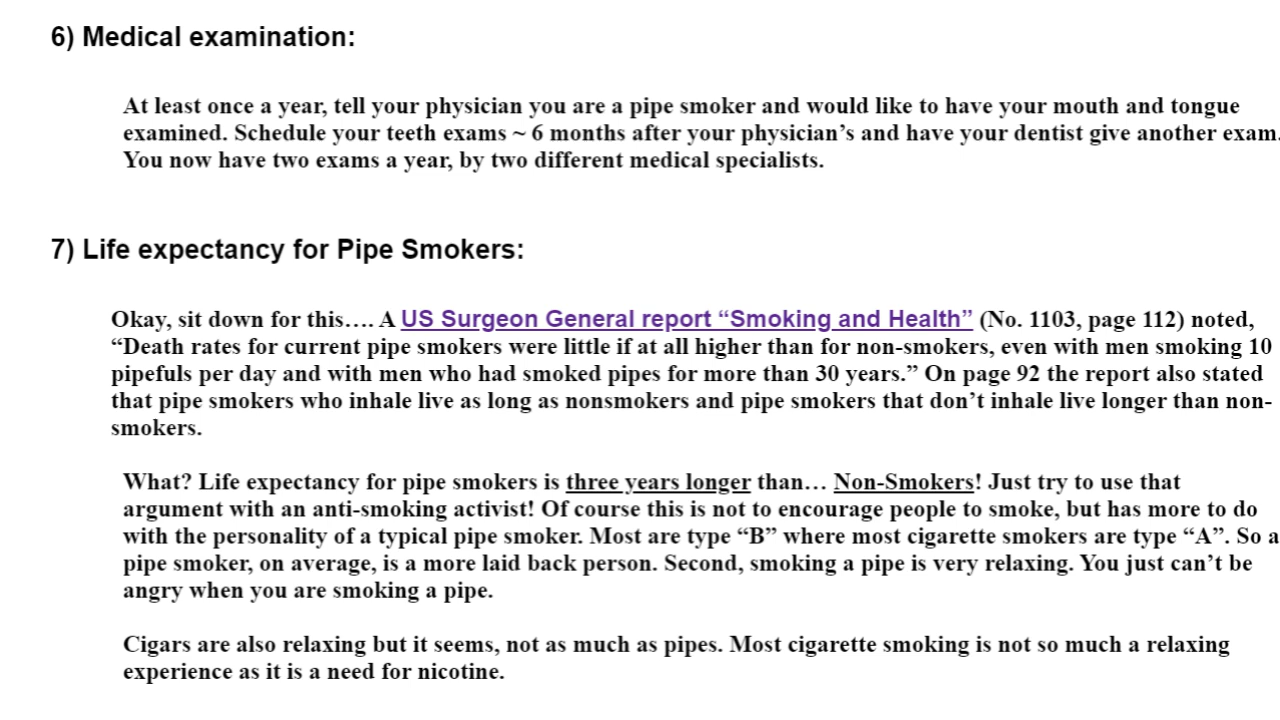 6) Medical examination:
At least once a year, tell your physician you are a pipe smoker and would like to have your mouth and tongue
examined. Schedule your teeth exams ~ 6 months after your physician’s and have your dentist give another exam.
You now have two exams a year, by two different medical specialists.
7) Life expectancy for Pipe Smokers:
Okay, sit down for this…. A US Surgeon General report “Smoking and Health” (No. 1103, page 112) noted,
“Death rates for current pipe smokers were little if at all higher than for non-smokers, even with men smoking 10
pipefuls per day and with men who had smoked pipes for more than 30 years.” On page 92 the report also stated
that pipe smokers who inhale live as long as nonsmokers and pipe smokers that don’t inhale live longer than non-
smokers.
What? Life expectancy for pipe smokers is three years longer than… Non-Smokers! Just try to use that
argument with an anti-smoking activist! Of course this is not to encourage people to smoke, but has more to do
with the personality of a typical pipe smoker. Most are type “B” where most cigarette smokers are type “A”. So a
pipe smoker, on average, is a more laid back person. Second, smoking a pipe is very relaxing. You just can’t be
angry when you are smoking a pipe.
Cigars are also relaxing but it seems, not as much as pipes. Most cigarette smoking is not so much a relaxing
experience as it is a need for nicotine.